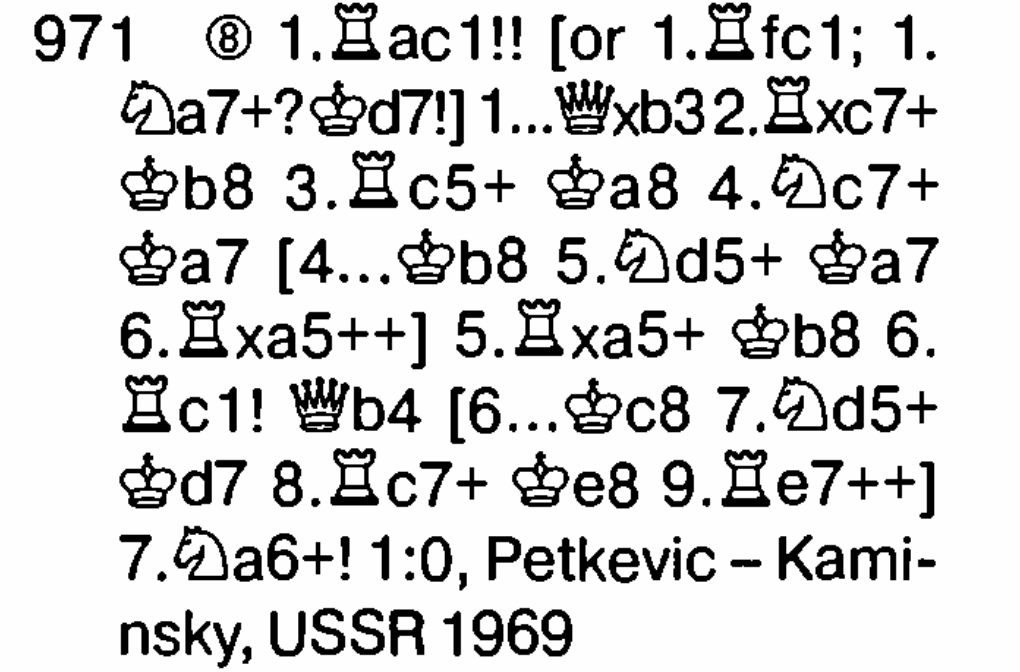 971 ⑧ 1.♖ac1!! [or 1.♖fc1; 1.
♘a7+?♔d7!] 1...♛xb3 2.♖xc7+
♔b8 3.♖c5+ ♔a8 4.♘c7+
♔a7 [4...♔b8 5.♘d5+ ♔a7
6.♖xa5++] 5.♖xa5+ ♔b8 6.
♖c1! ♛b4 [6...♔c8 7.♘d5+
♔d7 8.♖c7+ ♔e8 9.♖e7++]
7.♘a6+! 1:0, Petkevic – Kami-
nsky, USSR 1969